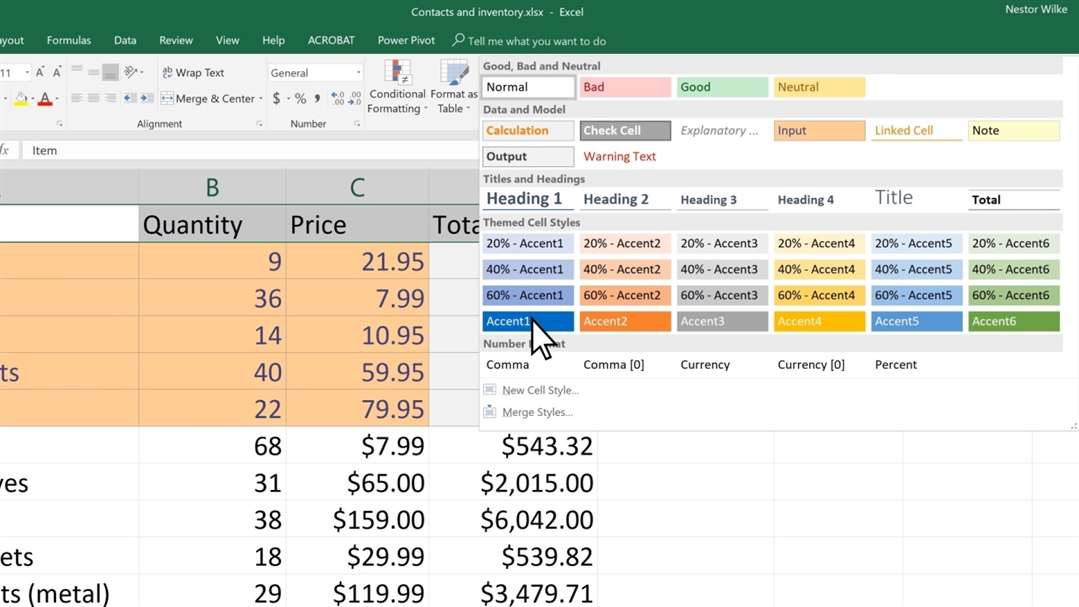 Contacts and inventory.xlsx - Excel
Nestor Wilke
ayout Formulas Data Review View Help ACROBAT Power Pivot Tell me what you want to do
11 A A Wrap Text General
Merge & Center $ % , Conditional Formatting Format as Table
Alignment Number
fx Item
Good, Bad and Neutral
Normal Bad Good Neutral
Data and Model
Calculation Check Cell Explanatory ... Input Linked Cell Note
Output Warning Text
Titles and Headings
Heading 1 Heading 2 Heading 3 Heading 4 Title Total
Themed Cell Styles
20% - Accent1 20% - Accent2 20% - Accent3 20% - Accent4 20% - Accent5 20% - Accent6
40% - Accent1 40% - Accent2 40% - Accent3 40% - Accent4 40% - Accent5 40% - Accent6
60% - Accent1 60% - Accent2 60% - Accent3 60% - Accent4 60% - Accent5 60% - Accent6
Accent1 Accent2 Accent3 Accent4 Accent5 Accent6
Number Format
Comma Comma [0] Currency Currency [0] Percent
New Cell Style...
Merge Styles...
B C
Quantity Price Tota
9 21.95
36 7.99
14 10.95
ts 40 59.95
22 79.95
68 $7.99 $543.32
ves 31 $65.00 $2,015.00
38 $159.00 $6,042.00
ets 18 $29.99 $539.82
ts (metal) 29 $119.99 $3,479.71